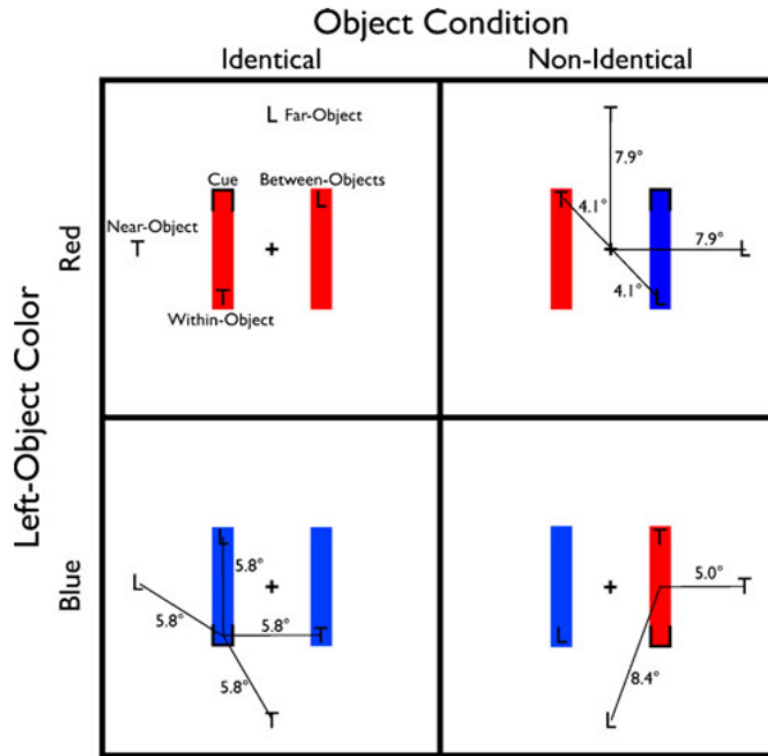 Object Condition
Identical
Non-Identical
Left-Object Color
Red
L Far-Object
Cue
Between-Objects
L
Near-Object
T
+
T
Within-Object
T
7.9°
T
4.1°
7.9°
+
L
4.1°
L
Blue
L
5.8°
+
L
5.8°
5.8°
T
5.8°
T
T
5.0°
+
T
L
8.4°
L